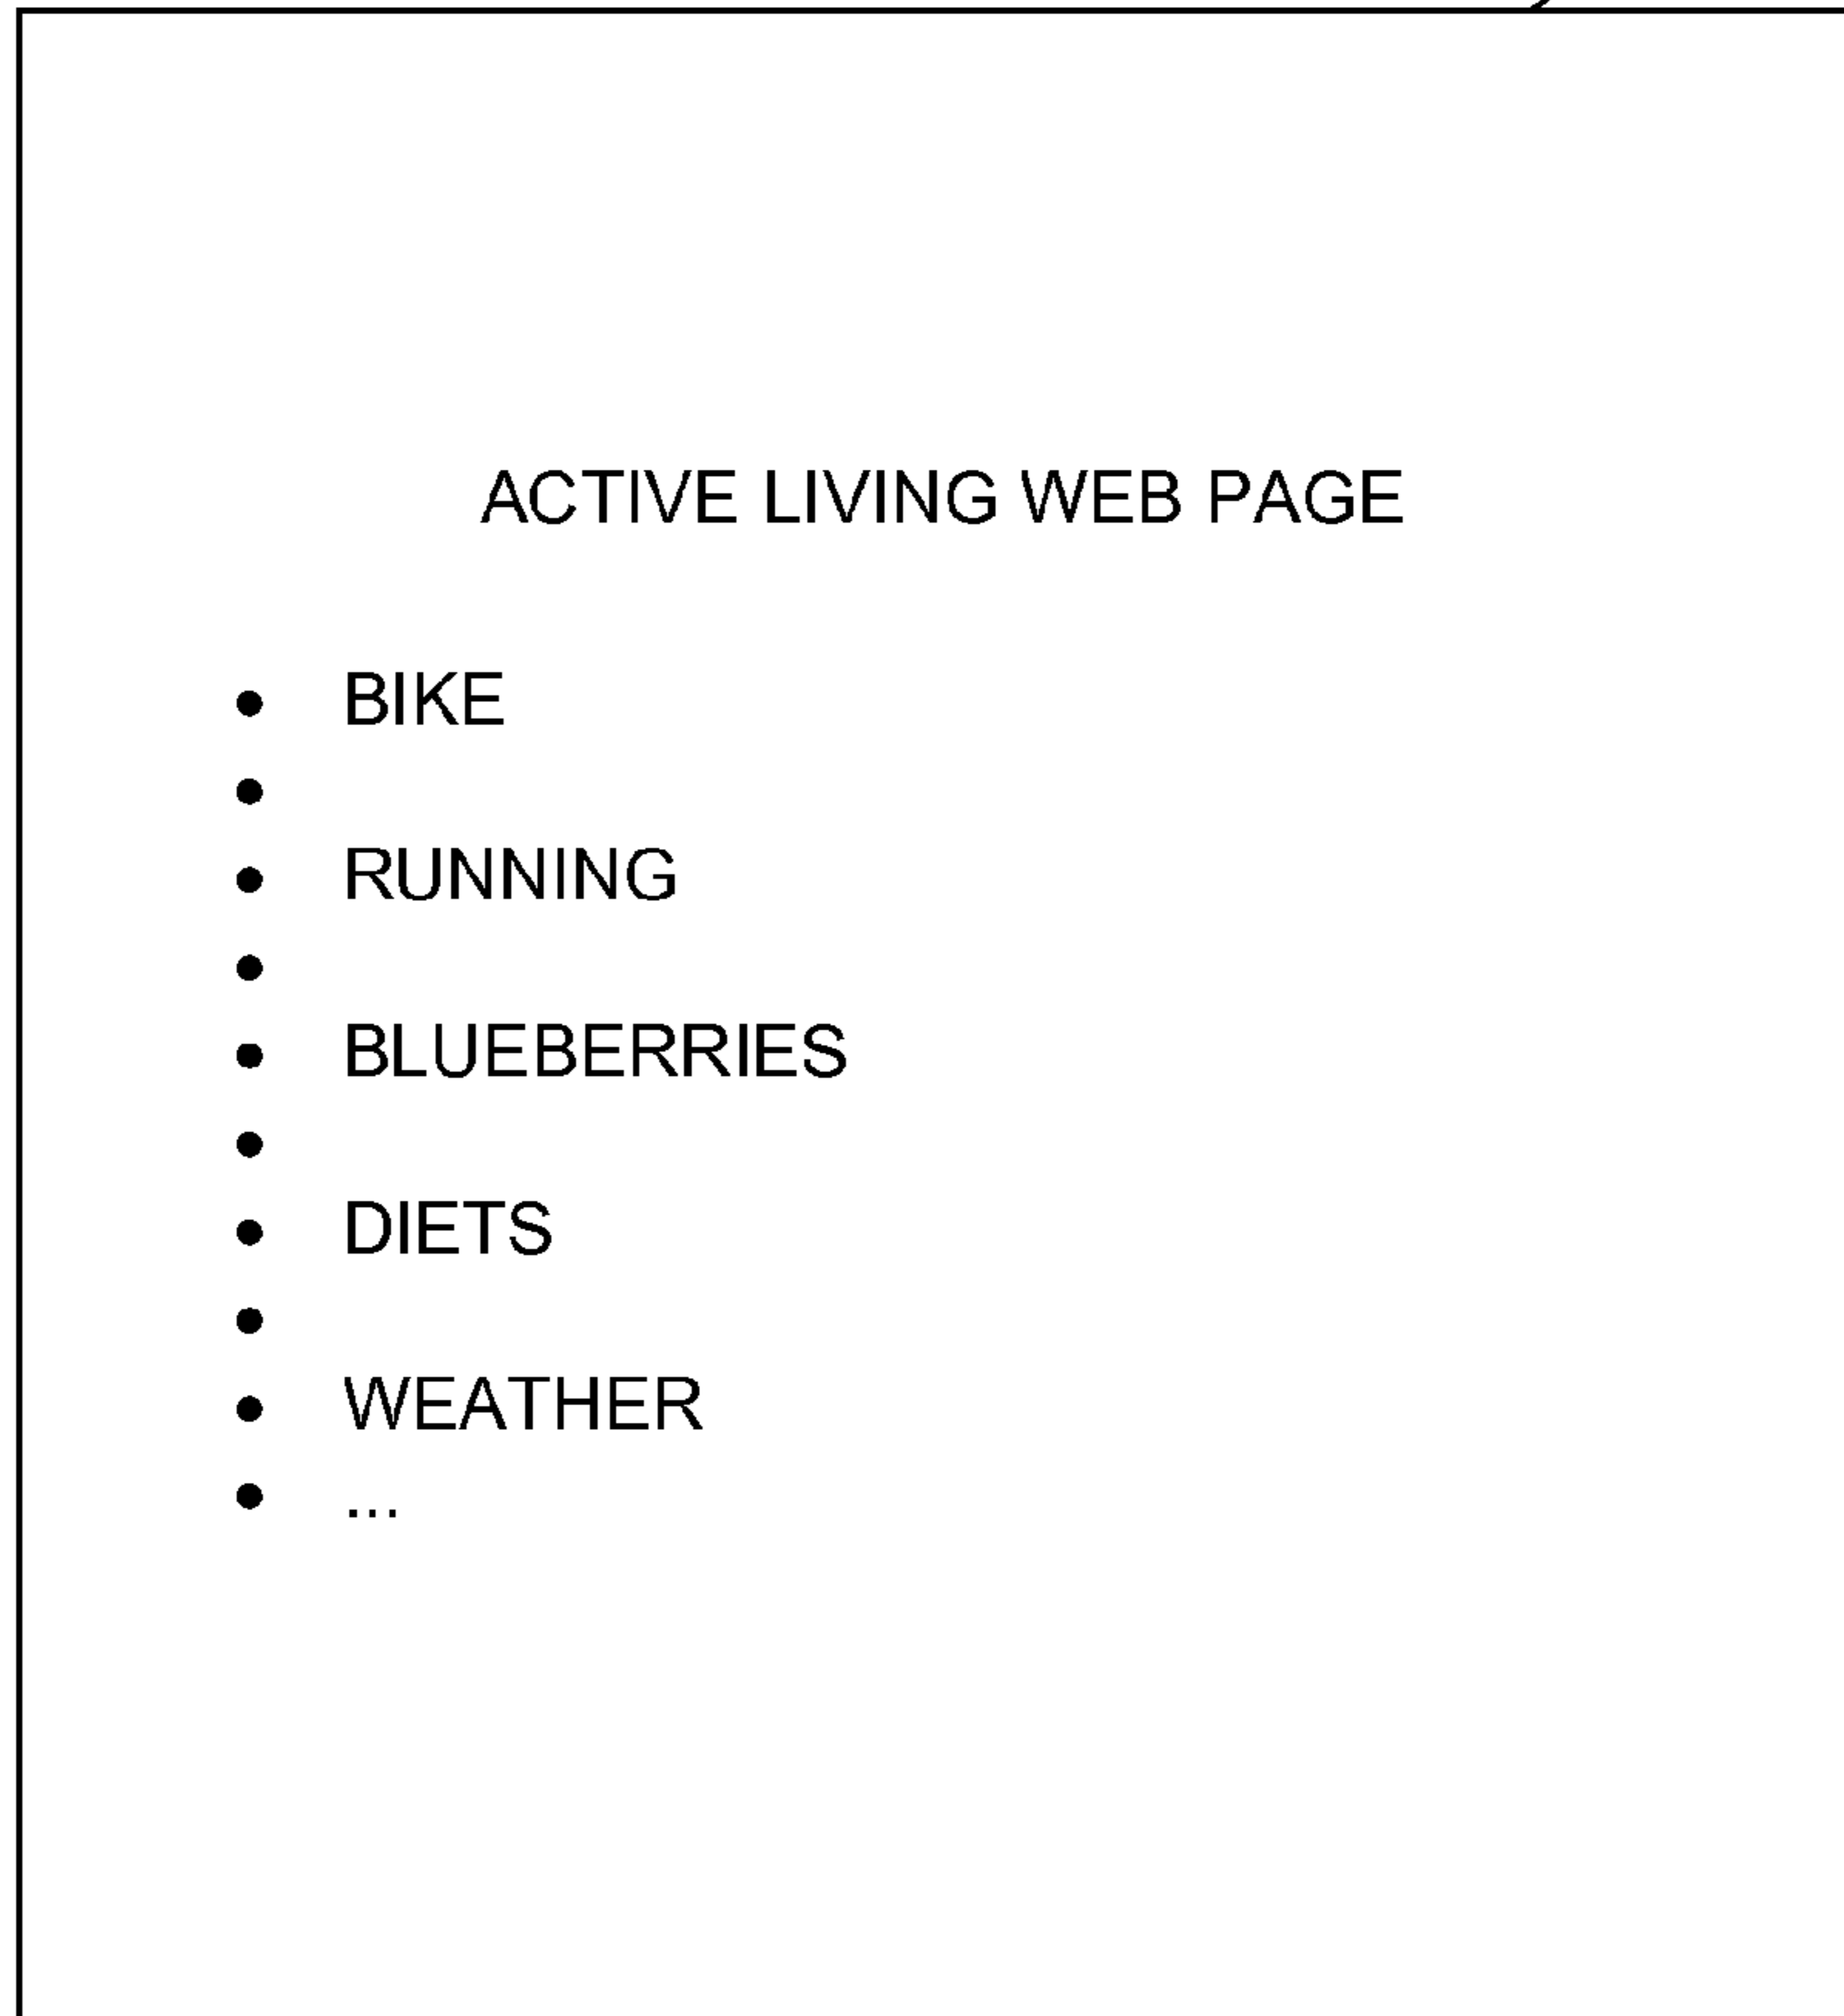 ACTIVE LIVING WEB PAGE
• BIKE
•
• RUNNING
•
• BLUEBERRIES
•
• DIETS
•
• WEATHER
• ...